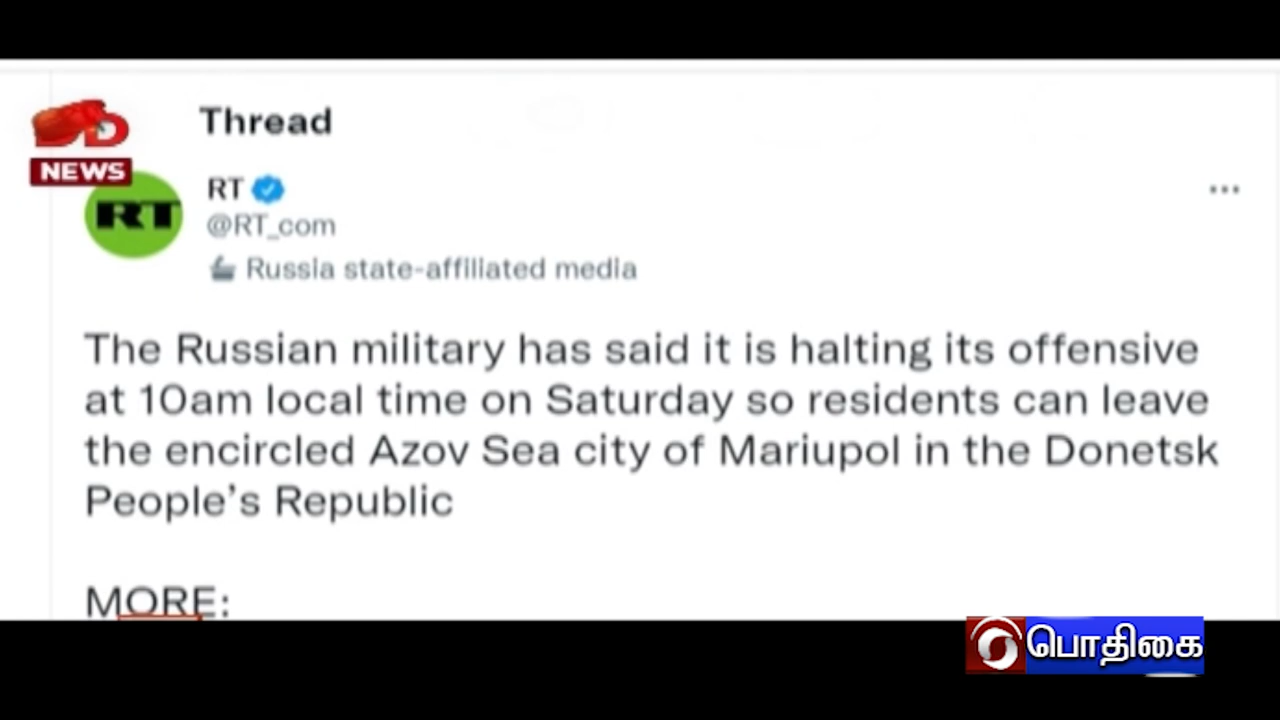 Thread
D
NEWS
RT
RT
@RT_com
Russia state-affiliated media
The Russian military has said it is halting its offensive
at 10am local time on Saturday so residents can leave
the encircled Azov Sea city of Mariupol in the Donetsk
People's Republic
MORE:
பொதிகை